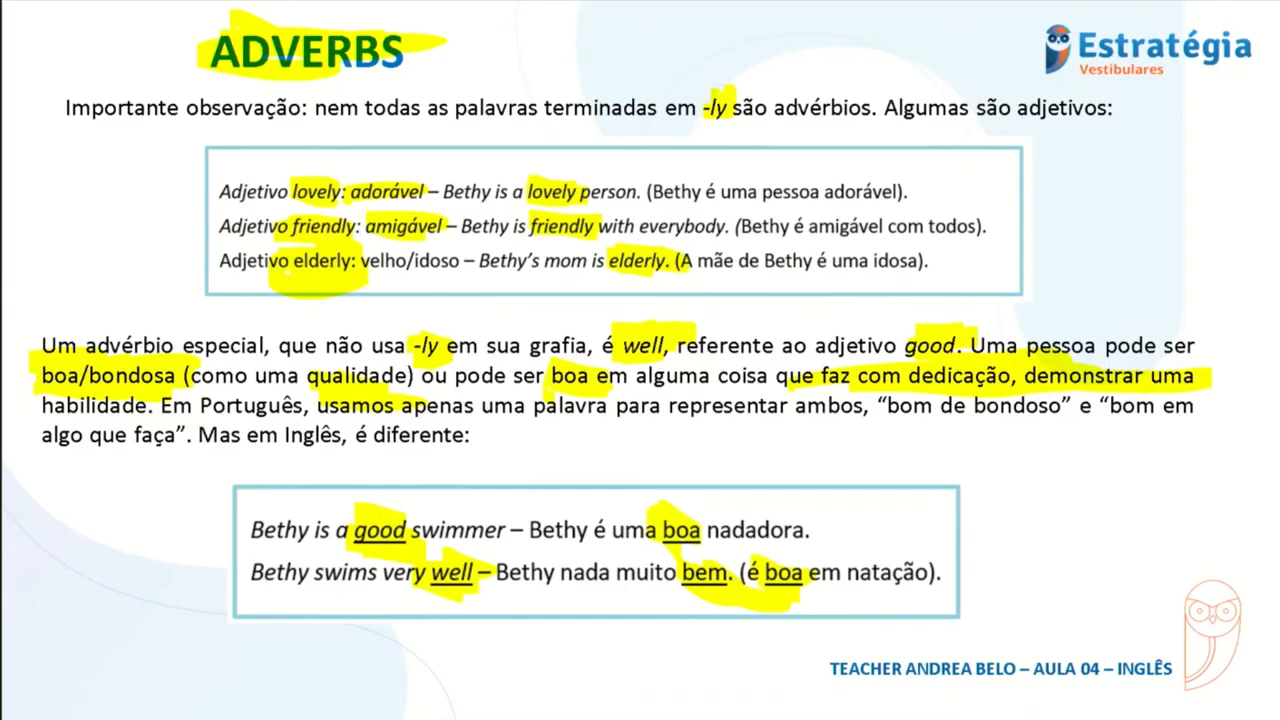 ADVERBS
Estratégia
Vestibulares
Importante observação: nem todas as palavras terminadas em -ly são advérbios. Algumas são adjetivos:
Adjetivo lovely: adorável – Bethy is a lovely person. (Bethy é uma pessoa adorável).
Adjetivo friendly: amigável – Bethy is friendly with everybody. (Bethy é amigável com todos).
Adjetivo elderly: velho/idoso – Bethy's mom is elderly. (A mãe de Bethy é uma idosa).
Um advérbio especial, que não usa -ly em sua grafia, é well, referente ao adjetivo good. Uma pessoa pode ser
boa/bondosa (como uma qualidade) ou pode ser boa em alguma coisa que faz com dedicação, demonstrar uma
habilidade. Em Português, usamos apenas uma palavra para representar ambos, “bom de bondoso” e “bom em
algo que faça”. Mas em Inglês, é diferente:
Bethy is a good swimmer – Bethy é uma boa nadadora.
Bethy swims very well – Bethy nada muito bem. (é boa em natação).
TEACHER ANDREA BELO – AULA 04 – INGLÊS